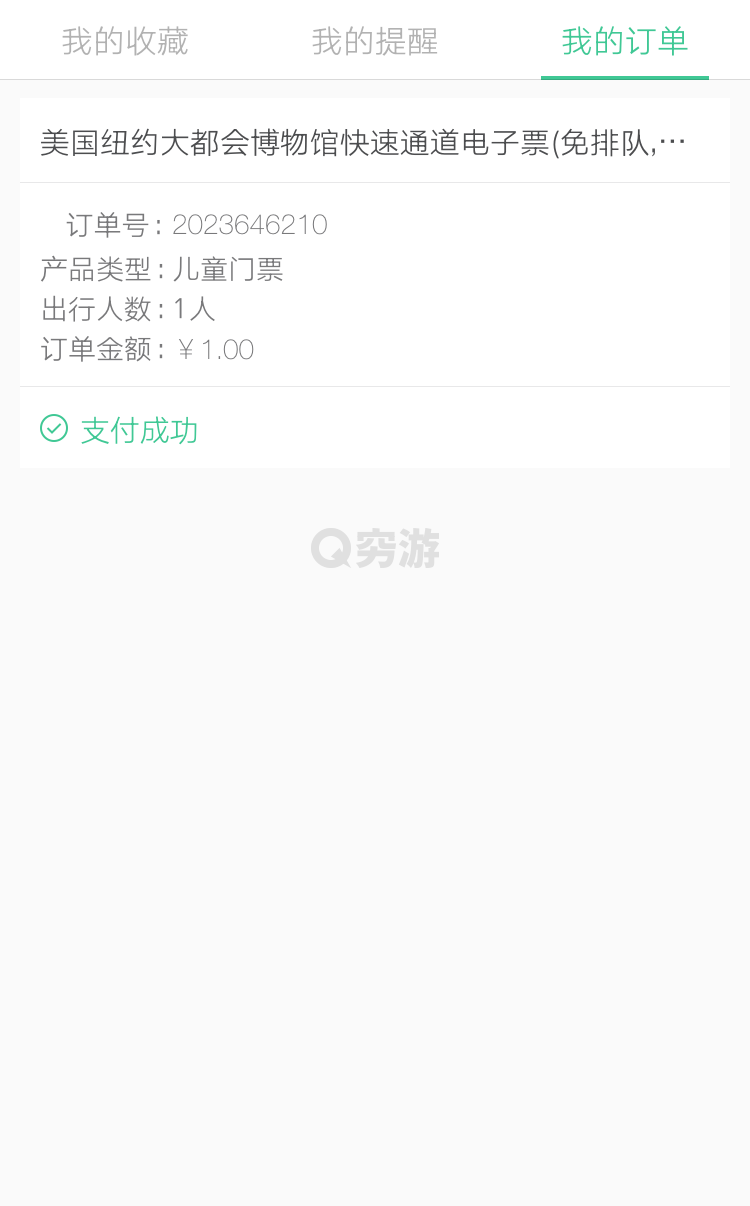 我的收藏 我的提醒 我的订单
美国纽约大都会博物馆快速通道电子票(免排队,···
订单号 : 2023646210
产品类型 : 儿童门票
出行人数 : 1人
订单金额 : ￥1.00
支付成功
穷游